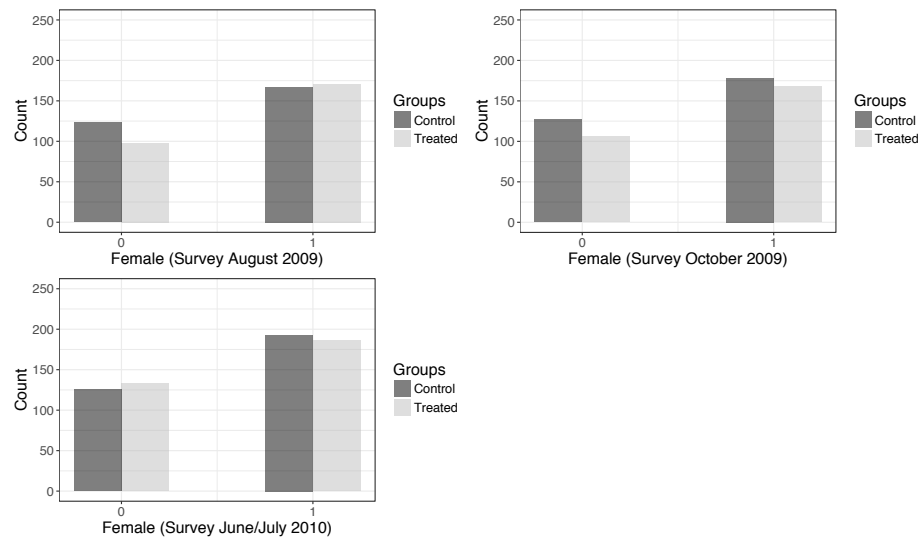 250
200
150
100
50
0
Count
0 1
Female (Survey August 2009)
Groups
Control
Treated
250
200
150
100
50
0
Count
0 1
Female (Survey October 2009)
Groups
Control
Treated
250
200
150
100
50
0
Count
0 1
Female (Survey June/July 2010)
Groups
Control
Treated